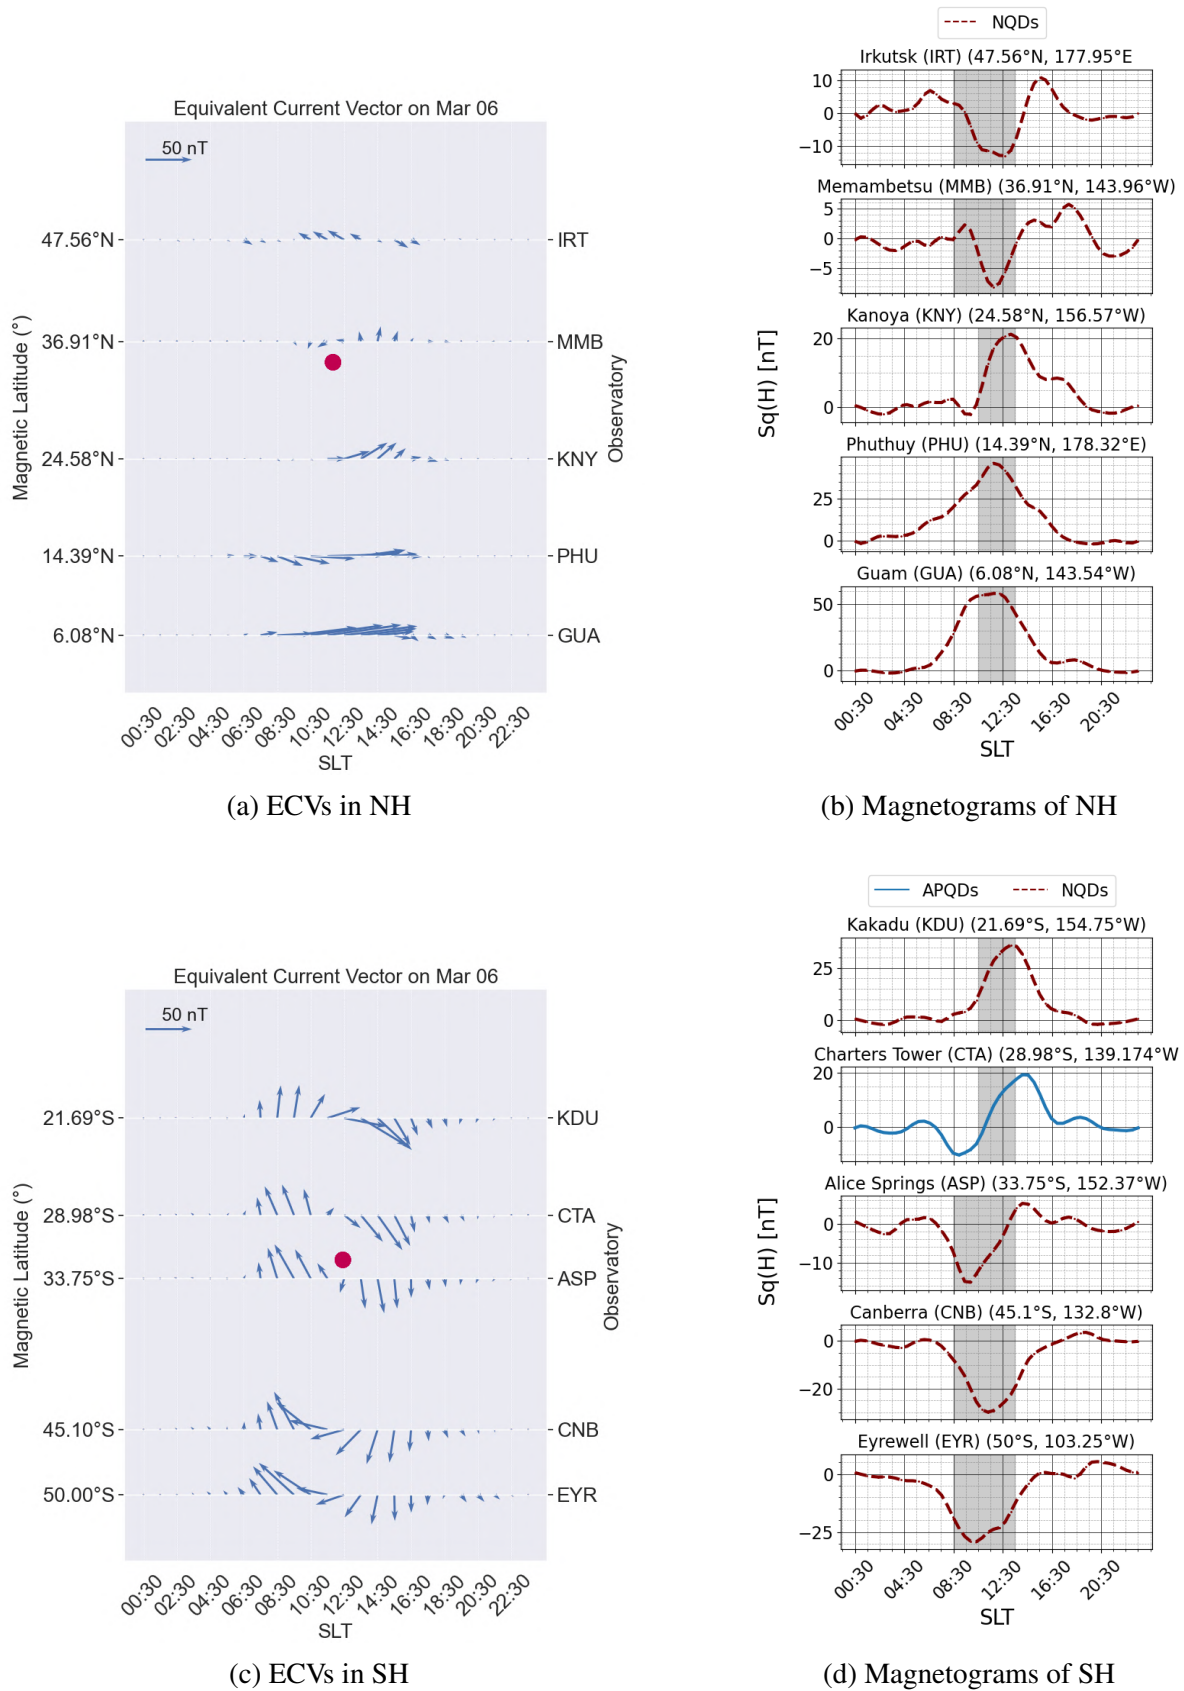 Equivalent Current Vector on Mar 06
50 nT
47.56°N
IRT
36.91°N
MMB
24.58°N
KNY
14.39°N
PHU
6.08°N
GUA
Magnetic Latitude (°)
Observatory
00:30 02:30 04:30 06:30 08:30 10:30 12:30 14:30 16:30 18:30 20:30 22:30
SLT
(a) ECVs in NH
NQDs
Irkutsk (IRT) (47.56°N, 177.95°E
10
0
−10
Memambetsu (MMB) (36.91°N, 143.96°W)
5
0
−5
Kanoya (KNY) (24.58°N, 156.57°W)
20
0
Sq(H) [nT]
Phuthuy (PHU) (14.39°N, 178.32°E)
25
0
Guam (GUA) (6.08°N, 143.54°W)
50
0
00:30 04:30 08:30 12:30 16:30 20:30
SLT
(b) Magnetograms of NH
Equivalent Current Vector on Mar 06
50 nT
21.69°S
KDU
28.98°S
CTA
33.75°S
ASP
45.10°S
CNB
50.00°S
EYR
Magnetic Latitude (°)
Observatory
00:30 02:30 04:30 06:30 08:30 10:30 12:30 14:30 16:30 18:30 20:30 22:30
SLT
(c) ECVs in SH
APQDs NQDs
Kakadu (KDU) (21.69°S, 154.75°W)
25
0
Charters Tower (CTA) (28.98°S, 139.174°W
20
0
Alice Springs (ASP) (33.75°S, 152.37°W)
0
−10
Sq(H) [nT]
Canberra (CNB) (45.1°S, 132.8°W)
0
−20
Eyrewell (EYR) (50°S, 103.25°W)
0
−25
00:30 04:30 08:30 12:30 16:30 20:30
SLT
(d) Magnetograms of SH